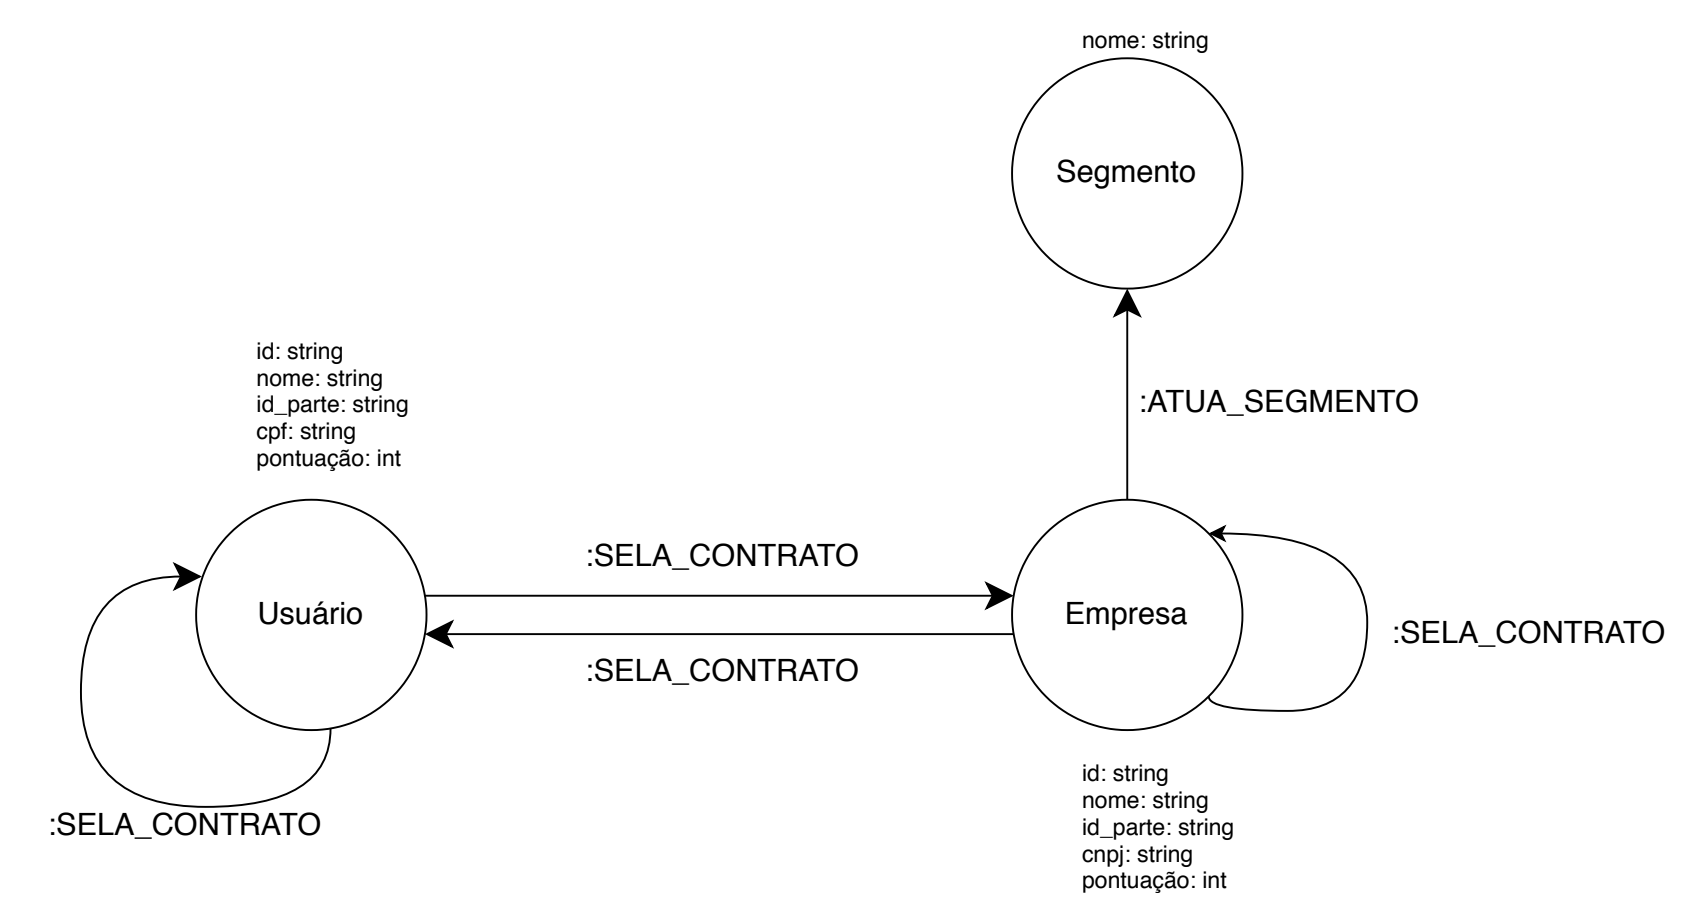 nome: string
Segmento
:ATUA_SEGMENTO
id: string
nome: string
id_parte: string
cpf: string
pontuação: int
Usuário
:SELA_CONTRATO
:SELA_CONTRATO
:SELA_CONTRATO
Empresa
:SELA_CONTRATO
id: string
nome: string
id_parte: string
cnpj: string
pontuação: int